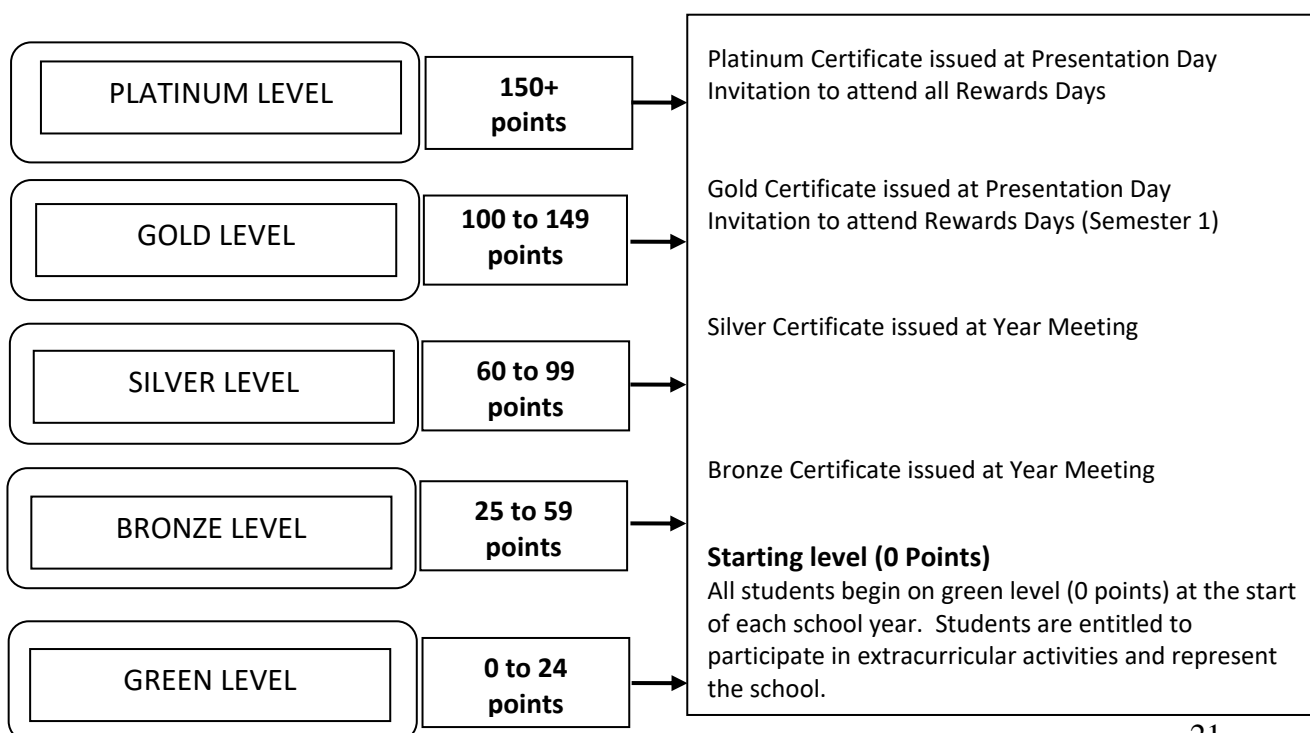 PLATINUM LEVEL
150+
points
Platinum Certificate issued at Presentation Day
Invitation to attend all Rewards Days
GOLD LEVEL
100 to 149
points
Gold Certificate issued at Presentation Day
Invitation to attend Rewards Days (Semester 1)
SILVER LEVEL
60 to 99
points
Silver Certificate issued at Year Meeting
BRONZE LEVEL
25 to 59
points
Bronze Certificate issued at Year Meeting
GREEN LEVEL
0 to 24
points
Starting level (0 Points)
All students begin on green level (0 points) at the start
of each school year.  Students are entitled to
participate in extracurricular activities and represent
the school.